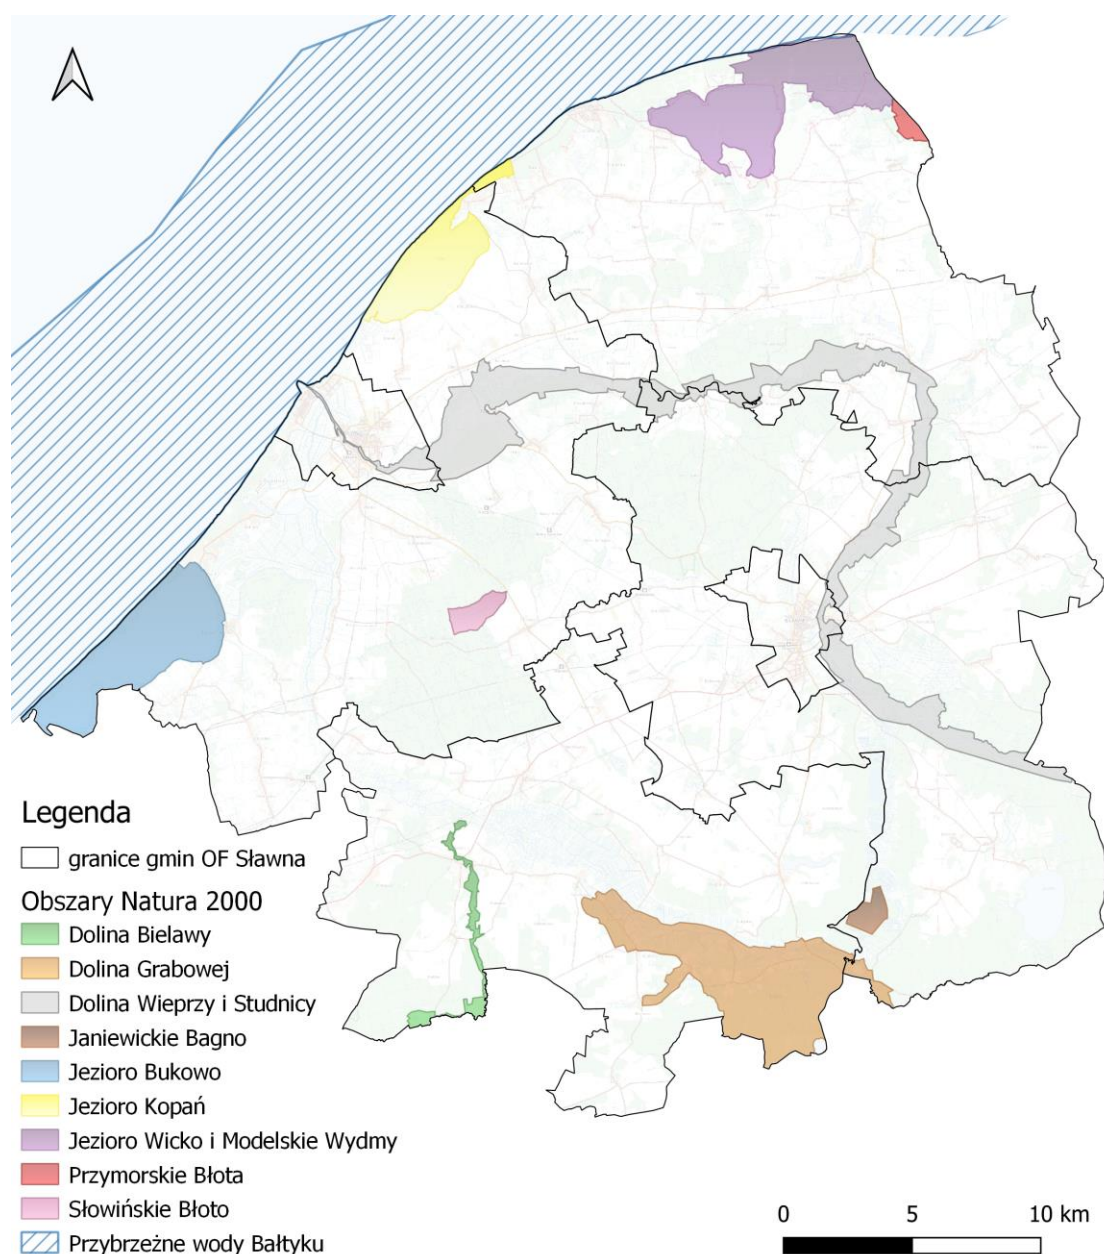 Legenda
granice gmin OF Sławna
Obszary Natura 2000
Dolina Bielawy
Dolina Grabowej
Dolina Wieprzy i Studnicy
Janiewickie Bagno
Jezioro Bukowo
Jezioro Kopań
Jezioro Wicko i Modelskie Wydmy
Przymorskie Błota
Słowińskie Błoto
Przybrzeżne wody Bałtyku
0 5 10 km